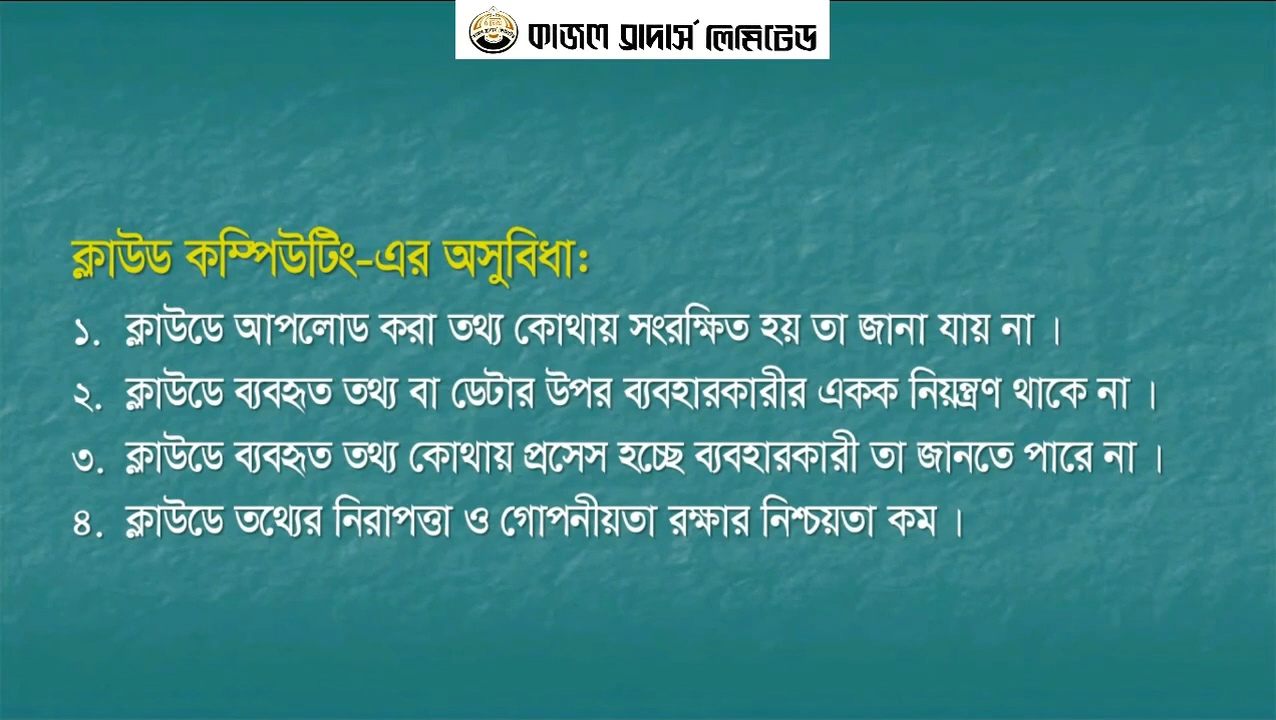 কাজল ব্রাদার্স লিমিটেড
ক্লাউড কম্পিউটিং-এর অসুবিধা:
১. ক্লাউডে আপলোড করা তথ্য কোথায় সংরক্ষিত হয় তা জানা যায় না ।
২. ক্লাউডে ব্যবহৃত তথ্য বা ডেটার উপর ব্যবহারকারীর একক নিয়ন্ত্রণ থাকে না ।
৩. ক্লাউডে ব্যবহৃত তথ্য কোথায় প্রসেস হচ্ছে ব্যবহারকারী তা জানতে পারে না ।
৪. ক্লাউডে তথ্যের নিরাপত্তা ও গোপনীয়তা রক্ষার নিশ্চয়তা কম ।